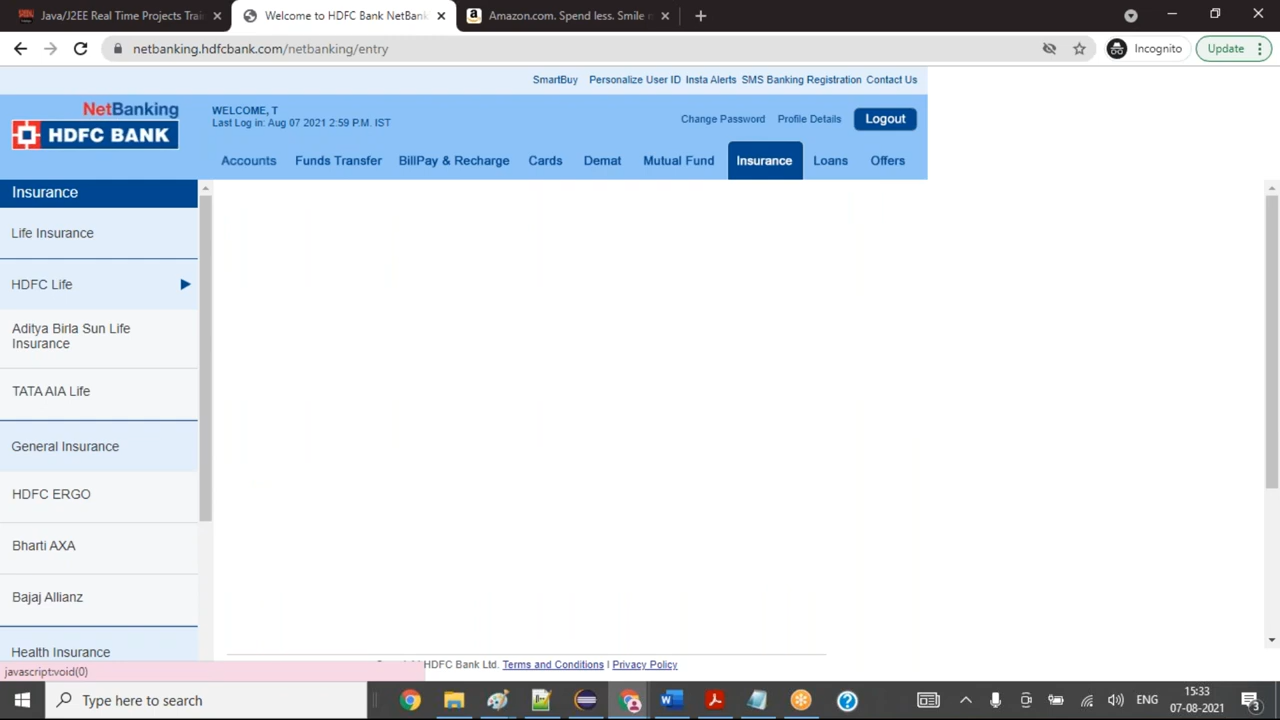 Java/J2EE Real Time Projects Trai
Welcome to HDFC Bank NetBank
Amazon.com. Spend less. Smile
netbanking.hdfcbank.com/netbanking/entry
Incognito
Update
SmartBuy Personalize User ID Insta Alerts SMS Banking Registration Contact Us
NetBanking
HDFC BANK
WELCOME, T
Last Log in: Aug 07 2021 2:59 P.M. IST
Change Password Profile Details Logout
Accounts Funds Transfer BillPay & Recharge Cards Demat Mutual Fund Insurance Loans Offers
Insurance
Life Insurance
HDFC Life
Aditya Birla Sun Life
Insurance
TATA AIA Life
General Insurance
HDFC ERGO
Bharti AXA
Bajaj Allianz
Health Insurance
HDFC Bank Ltd. Terms and Conditions | Privacy Policy
javascript:void(0)
Type here to search
ENG
15:33
07-08-2021
3